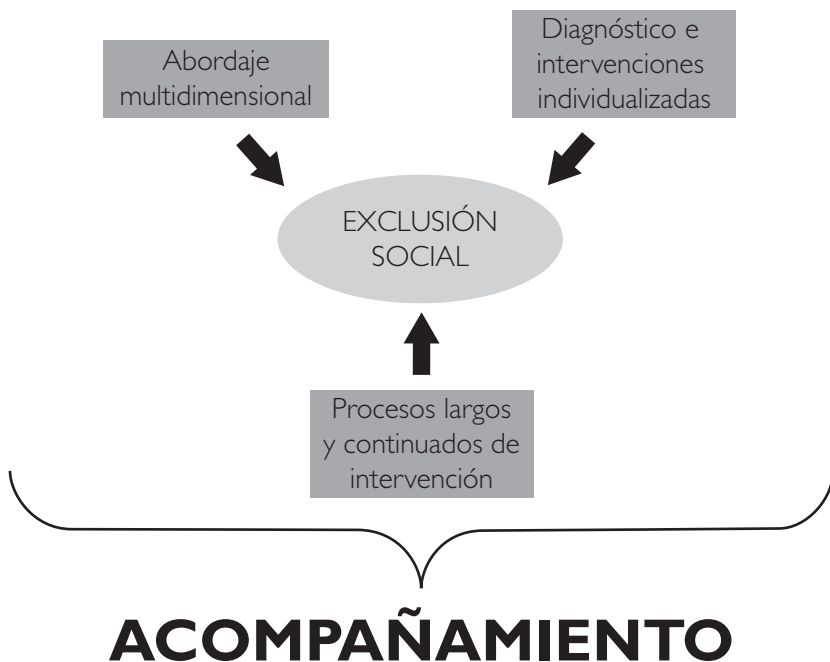 Abordaje
multidimensional
Diagnóstico e
intervenciones
individualizadas
EXCLUSIÓN
SOCIAL
Procesos largos
y continuados de
intervención
ACOMPAÑAMIENTO